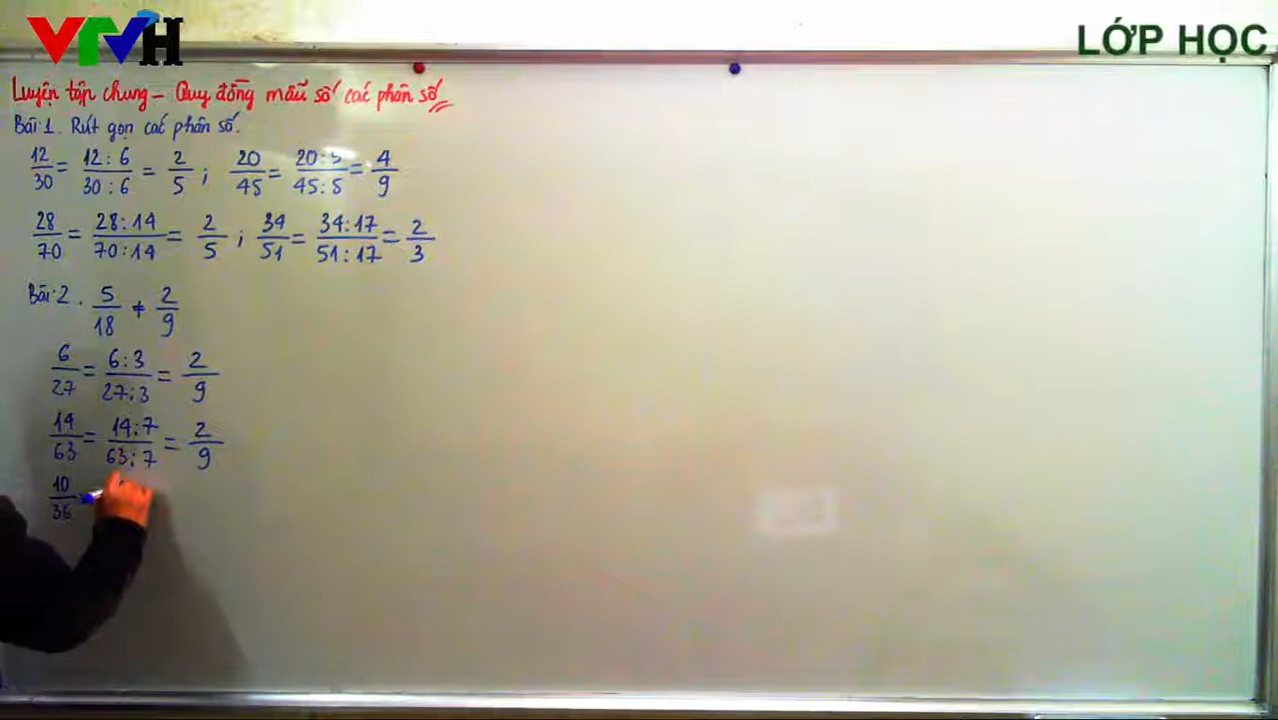 VTVH
LỚP HỌC
Luyện tập chung - Quy đồng mẫu số các phân số
Bài 1. Rút gọn các phân số.
12/30 = 12:6/30:6 = 2/5 ; 20/45 = 20:5/45:5 = 4/9
28/70 = 28:14/70:14 = 2/5 ; 34/51 = 34:17/51:17 = 2/3
Bài 2. 5/18 ≠ 2/9
6/27 = 6:3/27:3 = 2/9
14/63 = 14:7/63:7 = 2/9
10/36 =